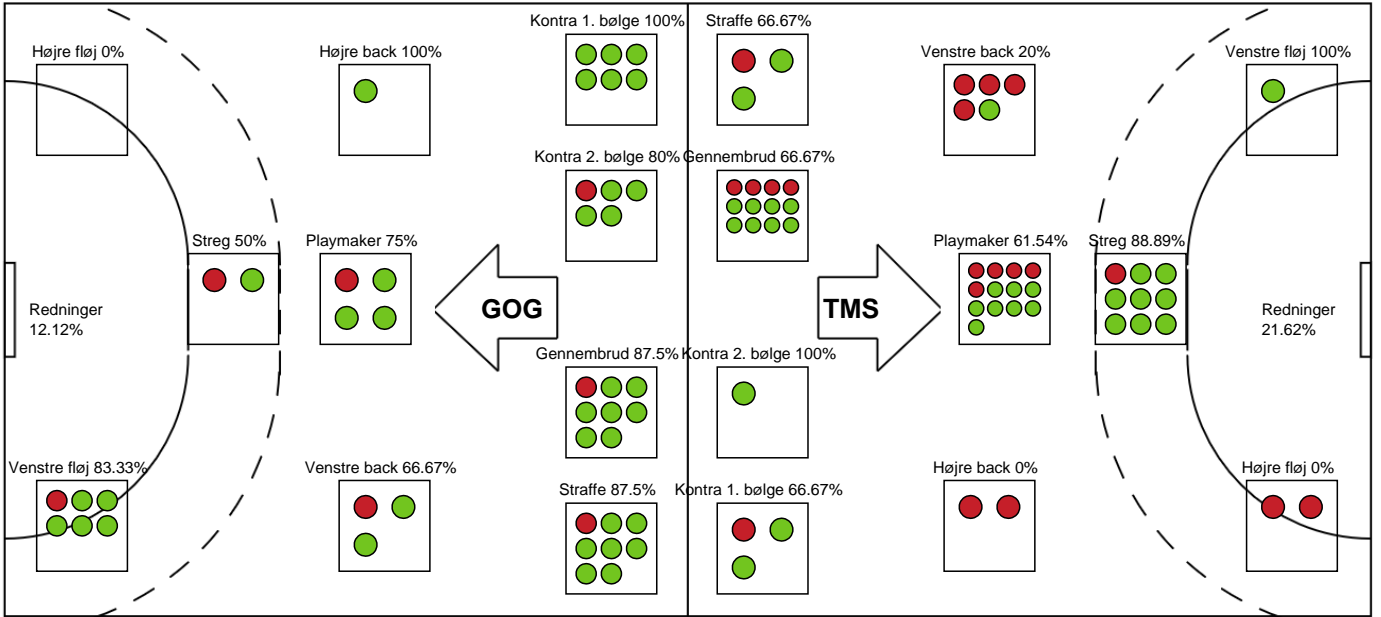 Kontra 1. bølge 100%
Straffe 66.67%
Højre fløj 0%
Højre back 100%
Venstre back 20%
Venstre fløj 100%
Kontra 2. bølge 80%
Gennembrud 66.67%
Streg 50%
Playmaker 75%
Playmaker 61.54%
Streg 88.89%
Redninger
12.12%
GOG
TMS
Redninger
21.62%
Gennembrud 87.5%
Kontra 2. bølge 100%
Venstre fløj 83.33%
Venstre back 66.67%
Straffe 87.5%
Kontra 1. bølge 66.67%
Højre back 0%
Højre fløj 0%